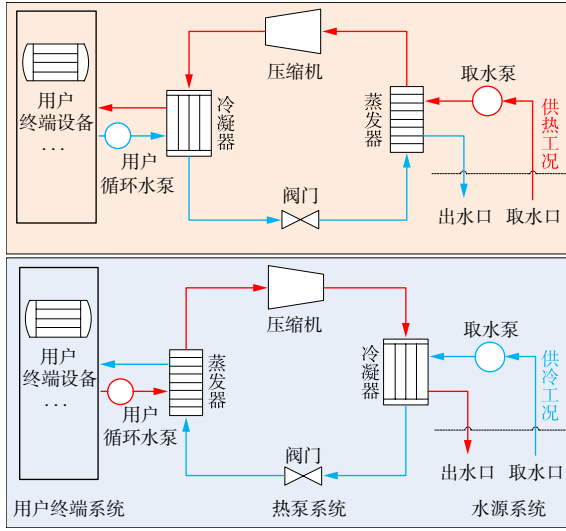 压缩机
用户
终端设备
...
冷凝器
用户
循环水泵
阀门
蒸发器
取水泵
供热工况
出水口
取水口
压缩机
用户
终端设备
...
蒸发器
用户
循环水泵
阀门
冷凝器
取水泵
供冷工况
出水口
取水口
用户终端系统
热泵系统
水源系统